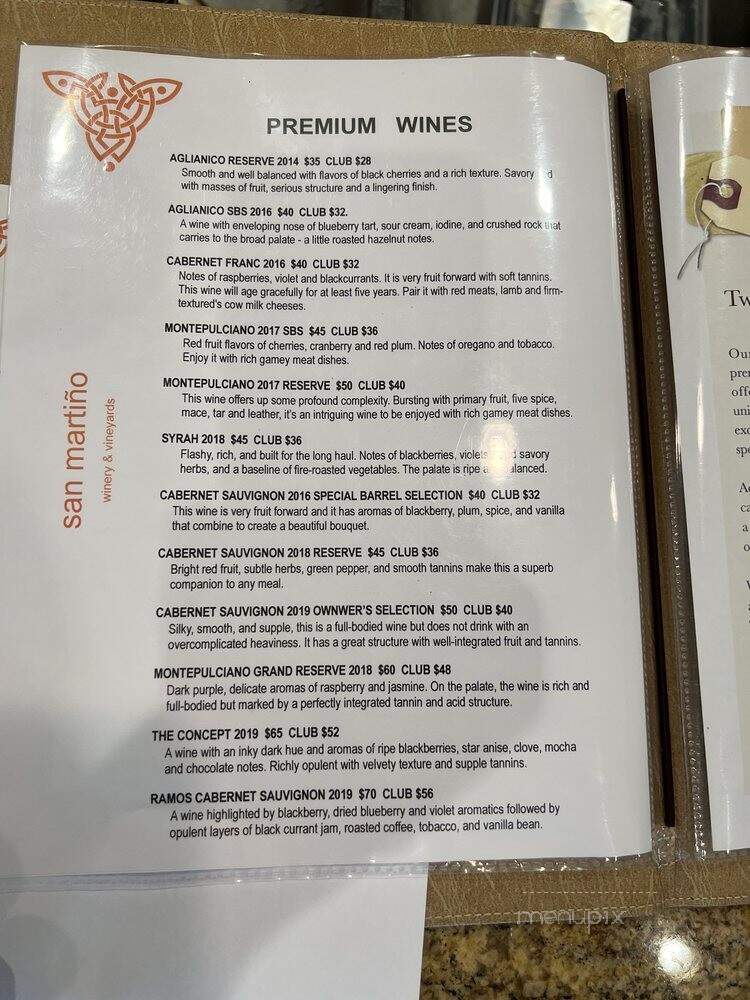 PREMIUM WINES
AGLIANICO RESERVE 2014 $35 CLUB $28
Smooth and well balanced with flavors of black cherries and a rich texture. Savory
with masses of fruit, serious structure and a lingering finish.
AGLIANICO SBS 2016 $40 CLUB $32.
A wine with enveloping nose of blueberry tart, sour cream, iodine, and crushed rock that
carries to the broad palate - a little roasted hazelnut notes.
CABERNET FRANC 2016 $40 CLUB $32
Notes of raspberries, violet and blackcurrants. It is very fruit forward with soft tannins.
This wine will age gracefully for at least five years. Pair it with red meats, lamb and firm-
textured's cow milk cheeses.
MONTEPULCIANO 2017 SBS $45 CLUB $36
Red fruit flavors of cherries, cranberry and red plum. Notes of oregano and tobacco.
Enjoy it with rich gamey meat dishes.
MONTEPULCIANO 2017 RESERVE $50 CLUB $40
This wine offers up some profound complexity. Bursting with primary fruit, five spice,
mace, tar and leather, it's an intriguing wine to be enjoyed with rich gamey meat dishes.
SYRAH 2018 $45 CLUB $36
Flashy, rich, and built for the long haul. Notes of blackberries, violets savory
herbs, and a baseline of fire-roasted vegetables. The palate is ripe
CABERNET SAUVIGNON 2016 SPECIAL BARREL SELECTION $40 CLUB $32
This wine is very fruit forward and it has aromas of blackberry, plum, spice, and vanilla
that combine to create a beautiful bouquet.
CABERNET SAUVIGNON 2018 RESERVE $45 CLUB $36
Bright red fruit, subtle herbs, green pepper, and smooth tannins make this a superb
companion to any meal.
CABERNET SAUVIGNON 2019 OWNWER'S SELECTION $50 CLUB $40
Silky, smooth, and supple, this is a full-bodied wine but does not drink with an
overcomplicated heaviness. It has a great structure with well-integrated fruit and tannins.
MONTEPULCIANO GRAND RESERVE 2018 $60 CLUB $48
Dark purple, delicate aromas of raspberry and jasmine. On the palate, the wine is rich and
full-bodied but marked by a perfectly integrated tannin and acid structure.
THE CONCEPT 2019 $65 CLUB $52
A wine with an inky dark hue and aromas of ripe blackberries, star anise, clove, mocha
and chocolate notes. Richly opulent with velvety texture and supple tannins.
RAMOS CABERNET SAUVIGNON 2019 $70 CLUB $56
A wine highlighted by blackberry, dried blueberry and violet aromatics followed by
opulent layers of black currant jam, roasted coffee, tobacco, and vanilla bean.
san martiño
winery & vineyards
menupix